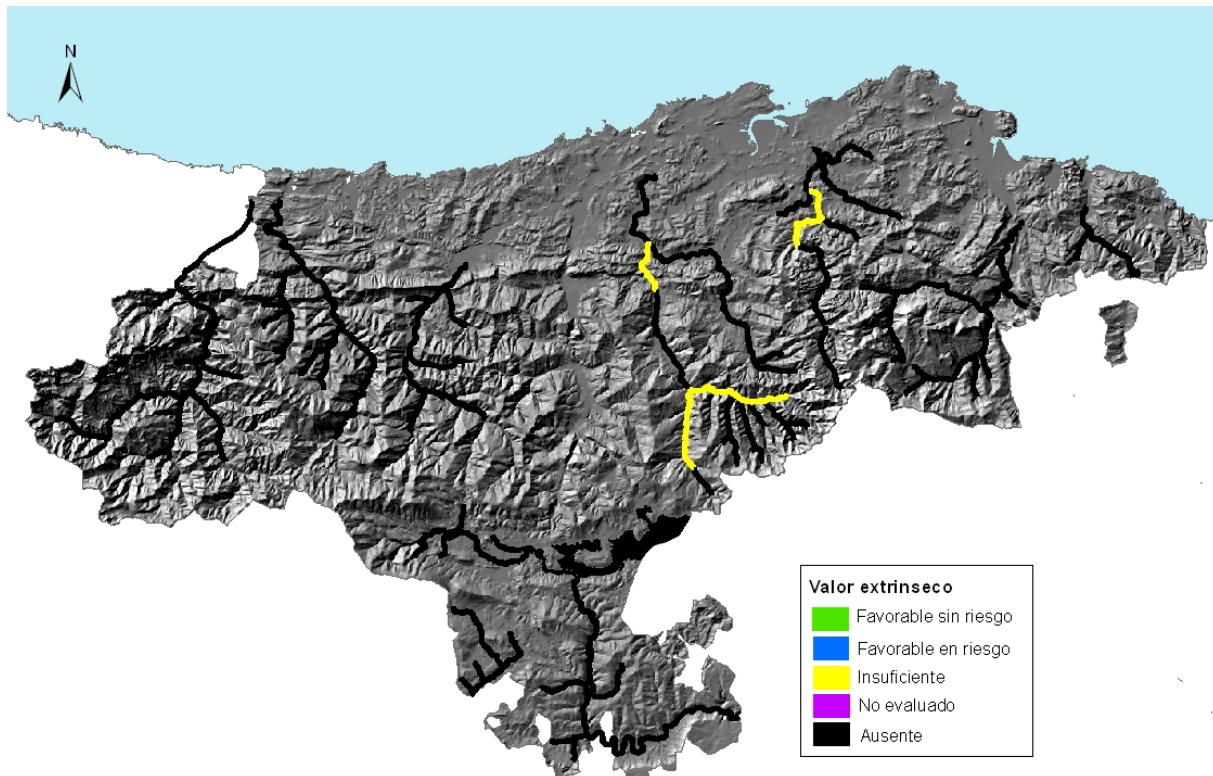 N
Valor extrinseco
Favorable sin riesgo
Favorable en riesgo
Insuficiente
No evaluado
Ausente